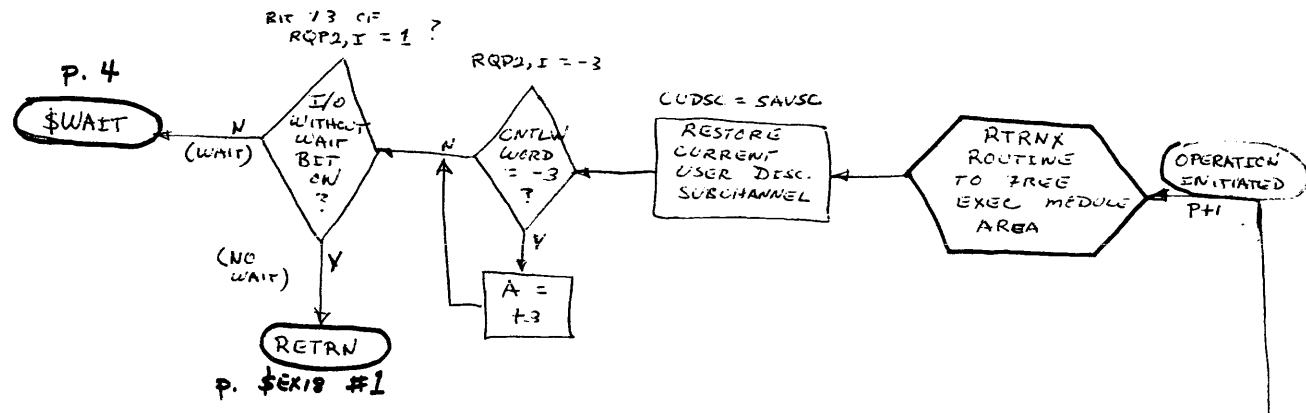 BIT 13 OF
RQP2,I = 1 ?
p. 4
$WAIT
N
(WAIT)
I/O
WITHOUT
WAIT
BIT
ON
?
(NO
WAIT)
Y
RETRN
p. $EX18 #1
RQP2,I = -3
CNTLW
WORD
= -3
?
N
Y
A =
+3
CUDSC = SAVSC
RESTORE
CURRENT
USER DISC.
SUBCHANNEL
RTRNX
ROUTINE
TO FREE
EXEC MODULE
AREA
OPERATION
INITIATED
P+1